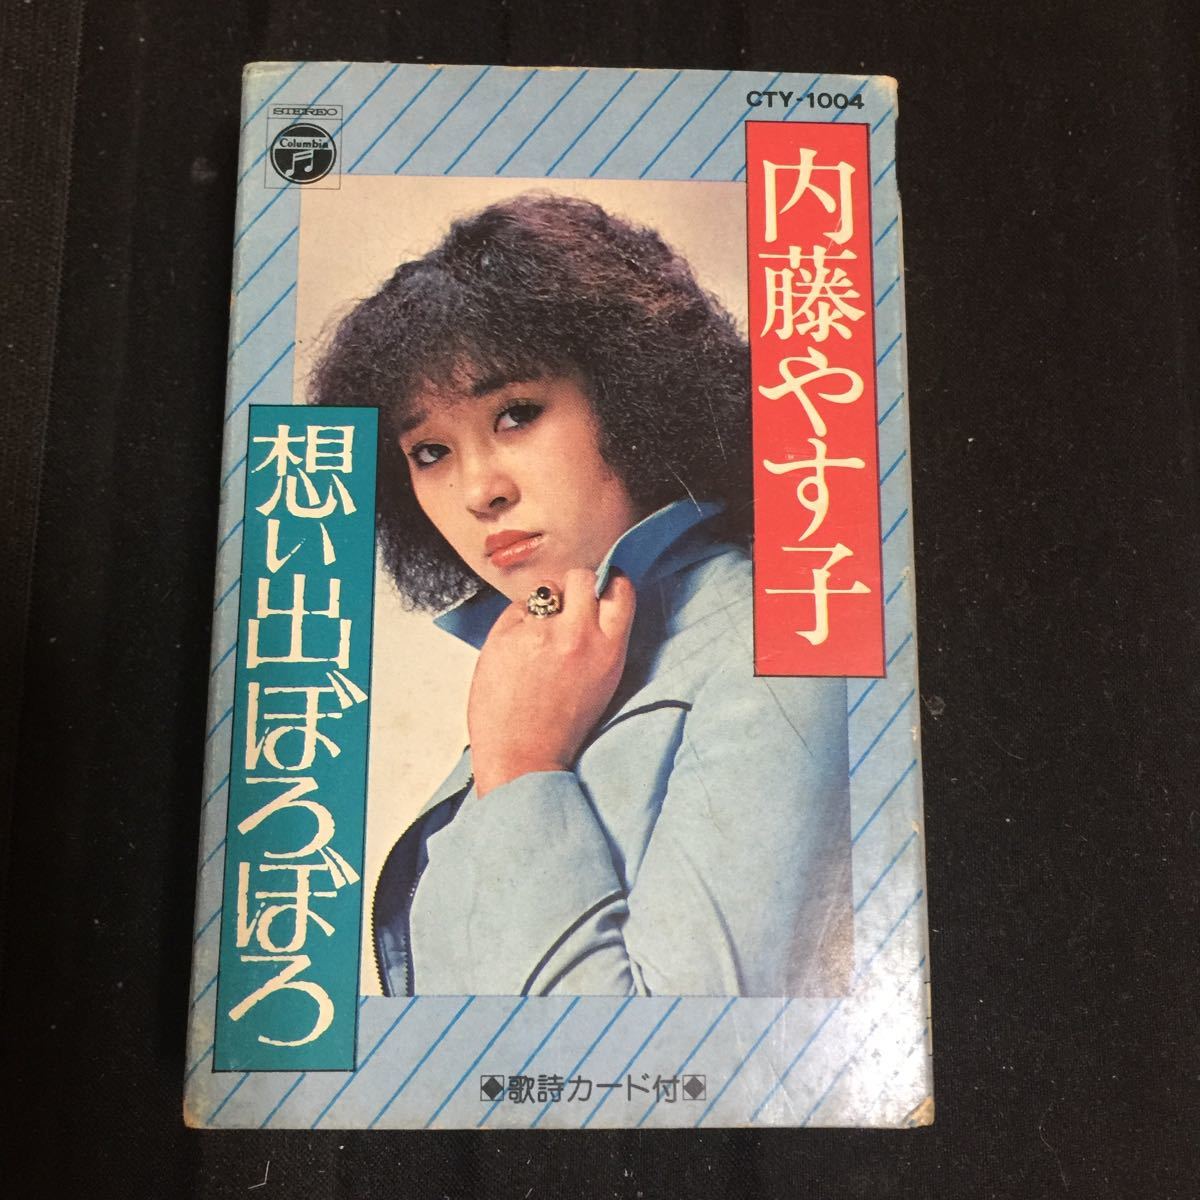 STEREO
Columbia
CTY-1004
内藤やす子
想い出ぼろぼろ
◆歌詩カード付◆